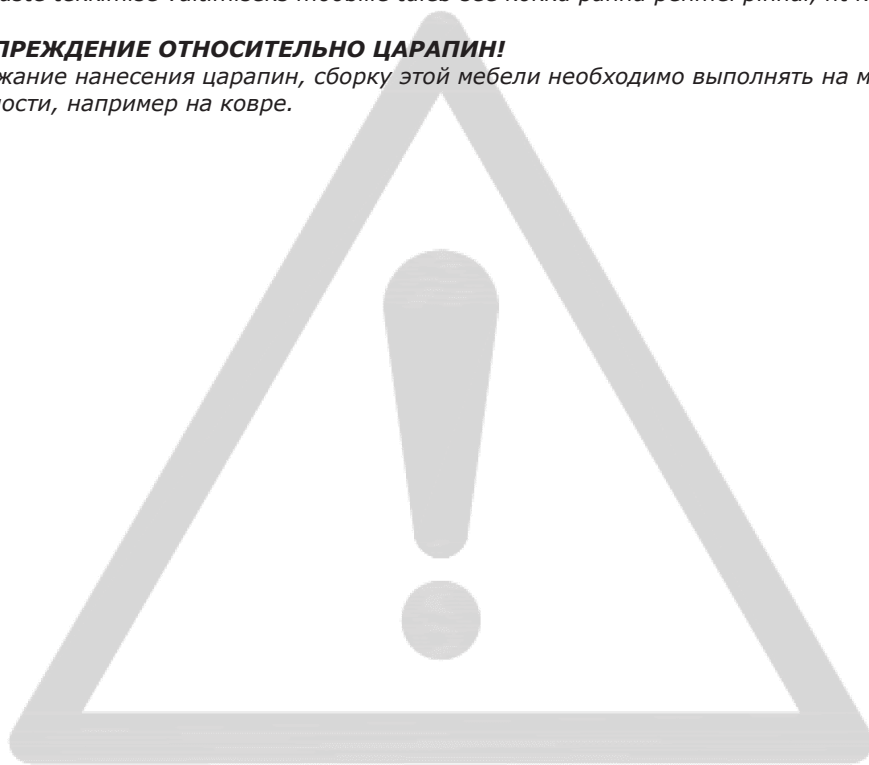 ПРЕЖДЕНИЕ ОТНОСИТЕЛЬНО ЦАРАПИН!
жание нанесения царапин, сборку этой мебели необходимо выполнять на м
ости, например на ковре.